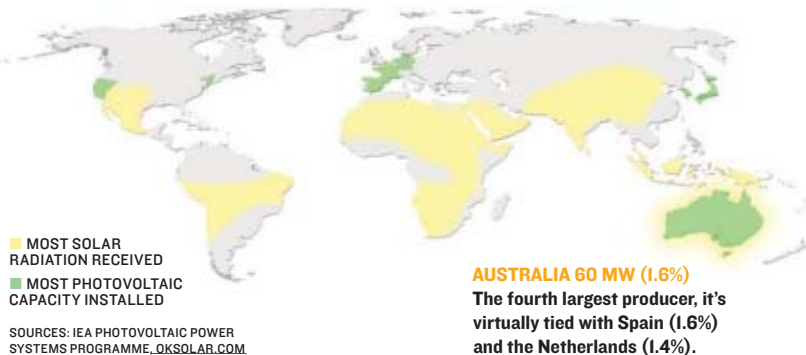 MOST SOLAR
RADIATION RECEIVED
MOST PHOTOVOLTAIC
CAPACITY INSTALLED
SOURCES: IEA PHOTOVOLTAIC POWER
SYSTEMS PROGRAMME, OKSOLAR.COM
AUSTRALIA 60 MW (1.6%)
The fourth largest producer, it's
virtually tied with Spain (1.6%)
and the Netherlands (1.4%).